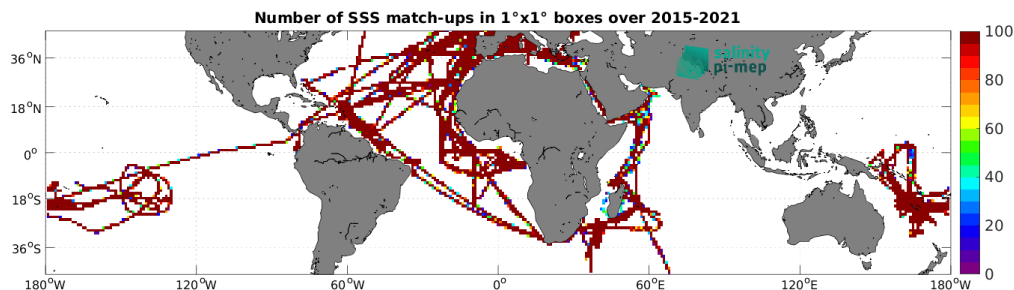 Number of SSS match-ups in 1°x1° boxes over 2015-2021
salinity
pi-mep
36°N
18°N
0°
18°S
36°S
180°W 120°W 60°W 0° 60°E 120°E 180°W
100
80
60
40
20
0